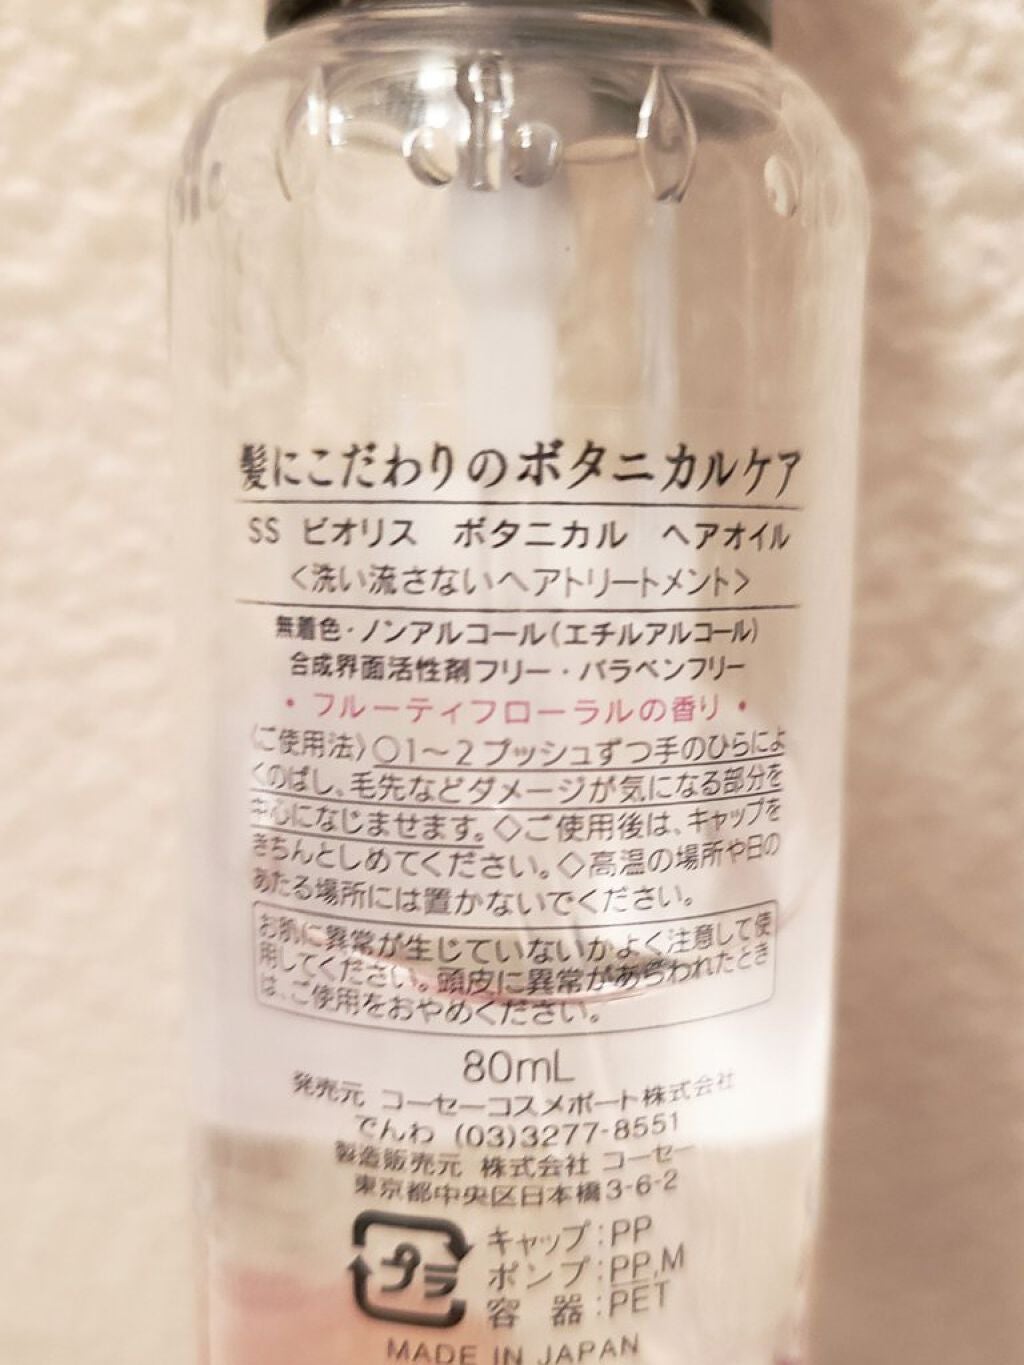 髪にこだわりのボタニカルケア
SS ビオリス ボタニカル ヘアオイル
<洗い流さないヘアトリートメント>
無着色・ノンアルコール(エチルアルコール)
合成界面活性剤フリー・パラベンフリー
・フルーティフローラルの香り・
〈ご使用法〉○1〜2プッシュずつ手のひらによ
くのばし、毛先などダメージが気になる部分を
中心になじませます。◇ご使用後は、キャップを
きちんとしめてください。◇高温の場所や日の
あたる場所には置かないでください。
お肌に異常が生じていないかよく注意して使
用してください。頭皮に異常があらわれたとき
は、ご使用をおやめください。
80mL
発売元 コーセーコスメポート株式会社
でんわ (03)3277-8551
製造販売元 株式会社 コーセー
東京都中央区日本橋3-6-2
プラ
キャップ:PP
ポンプ:PP,M
容 器:PET
MADE IN JAPAN